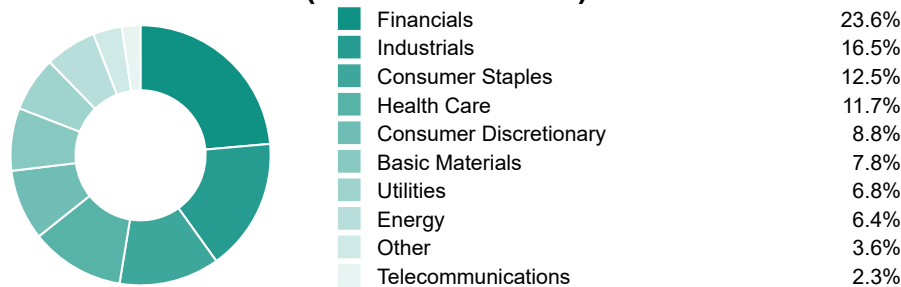 Financials 23.6%
Industrials 16.5%
Consumer Staples 12.5%
Health Care 11.7%
Consumer Discretionary 8.8%
Basic Materials 7.8%
Utilities 6.8%
Energy 6.4%
Other 3.6%
Telecommunications 2.3%